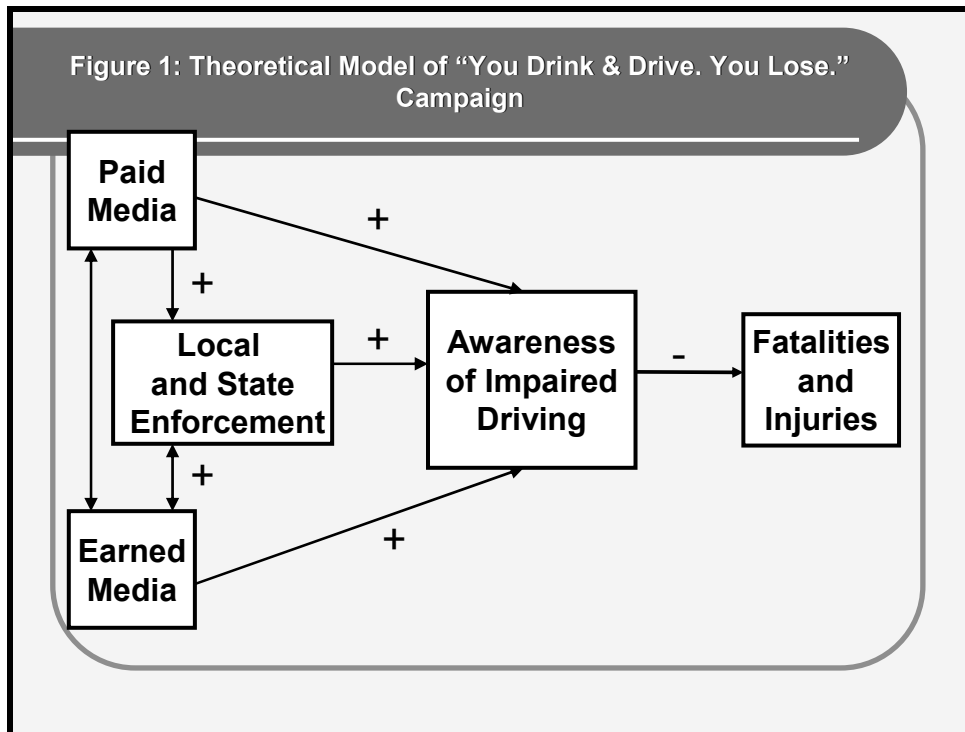 Figure 1: Theoretical Model of “You Drink & Drive. You Lose.”
Campaign
Paid
Media
+
+
Local
and State
Enforcement
+
Awareness
of Impaired
Driving
-
Fatalities
and
Injuries
+
+
Earned
Media